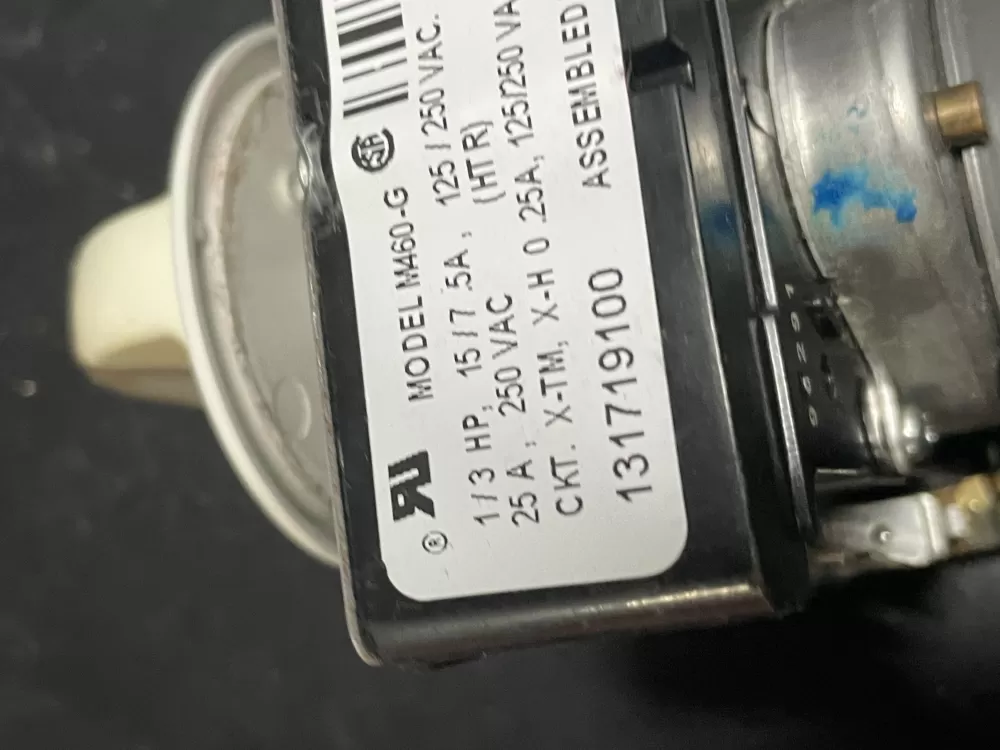 ® MODEL M460-G
1/3 HP, 15/7.5A, 125/250 VAC.
25 A, 250 VAC (HTR)
CKT. X-TM, X-H 0.25A, 125/250 VA
131719100 ASSEMBLED